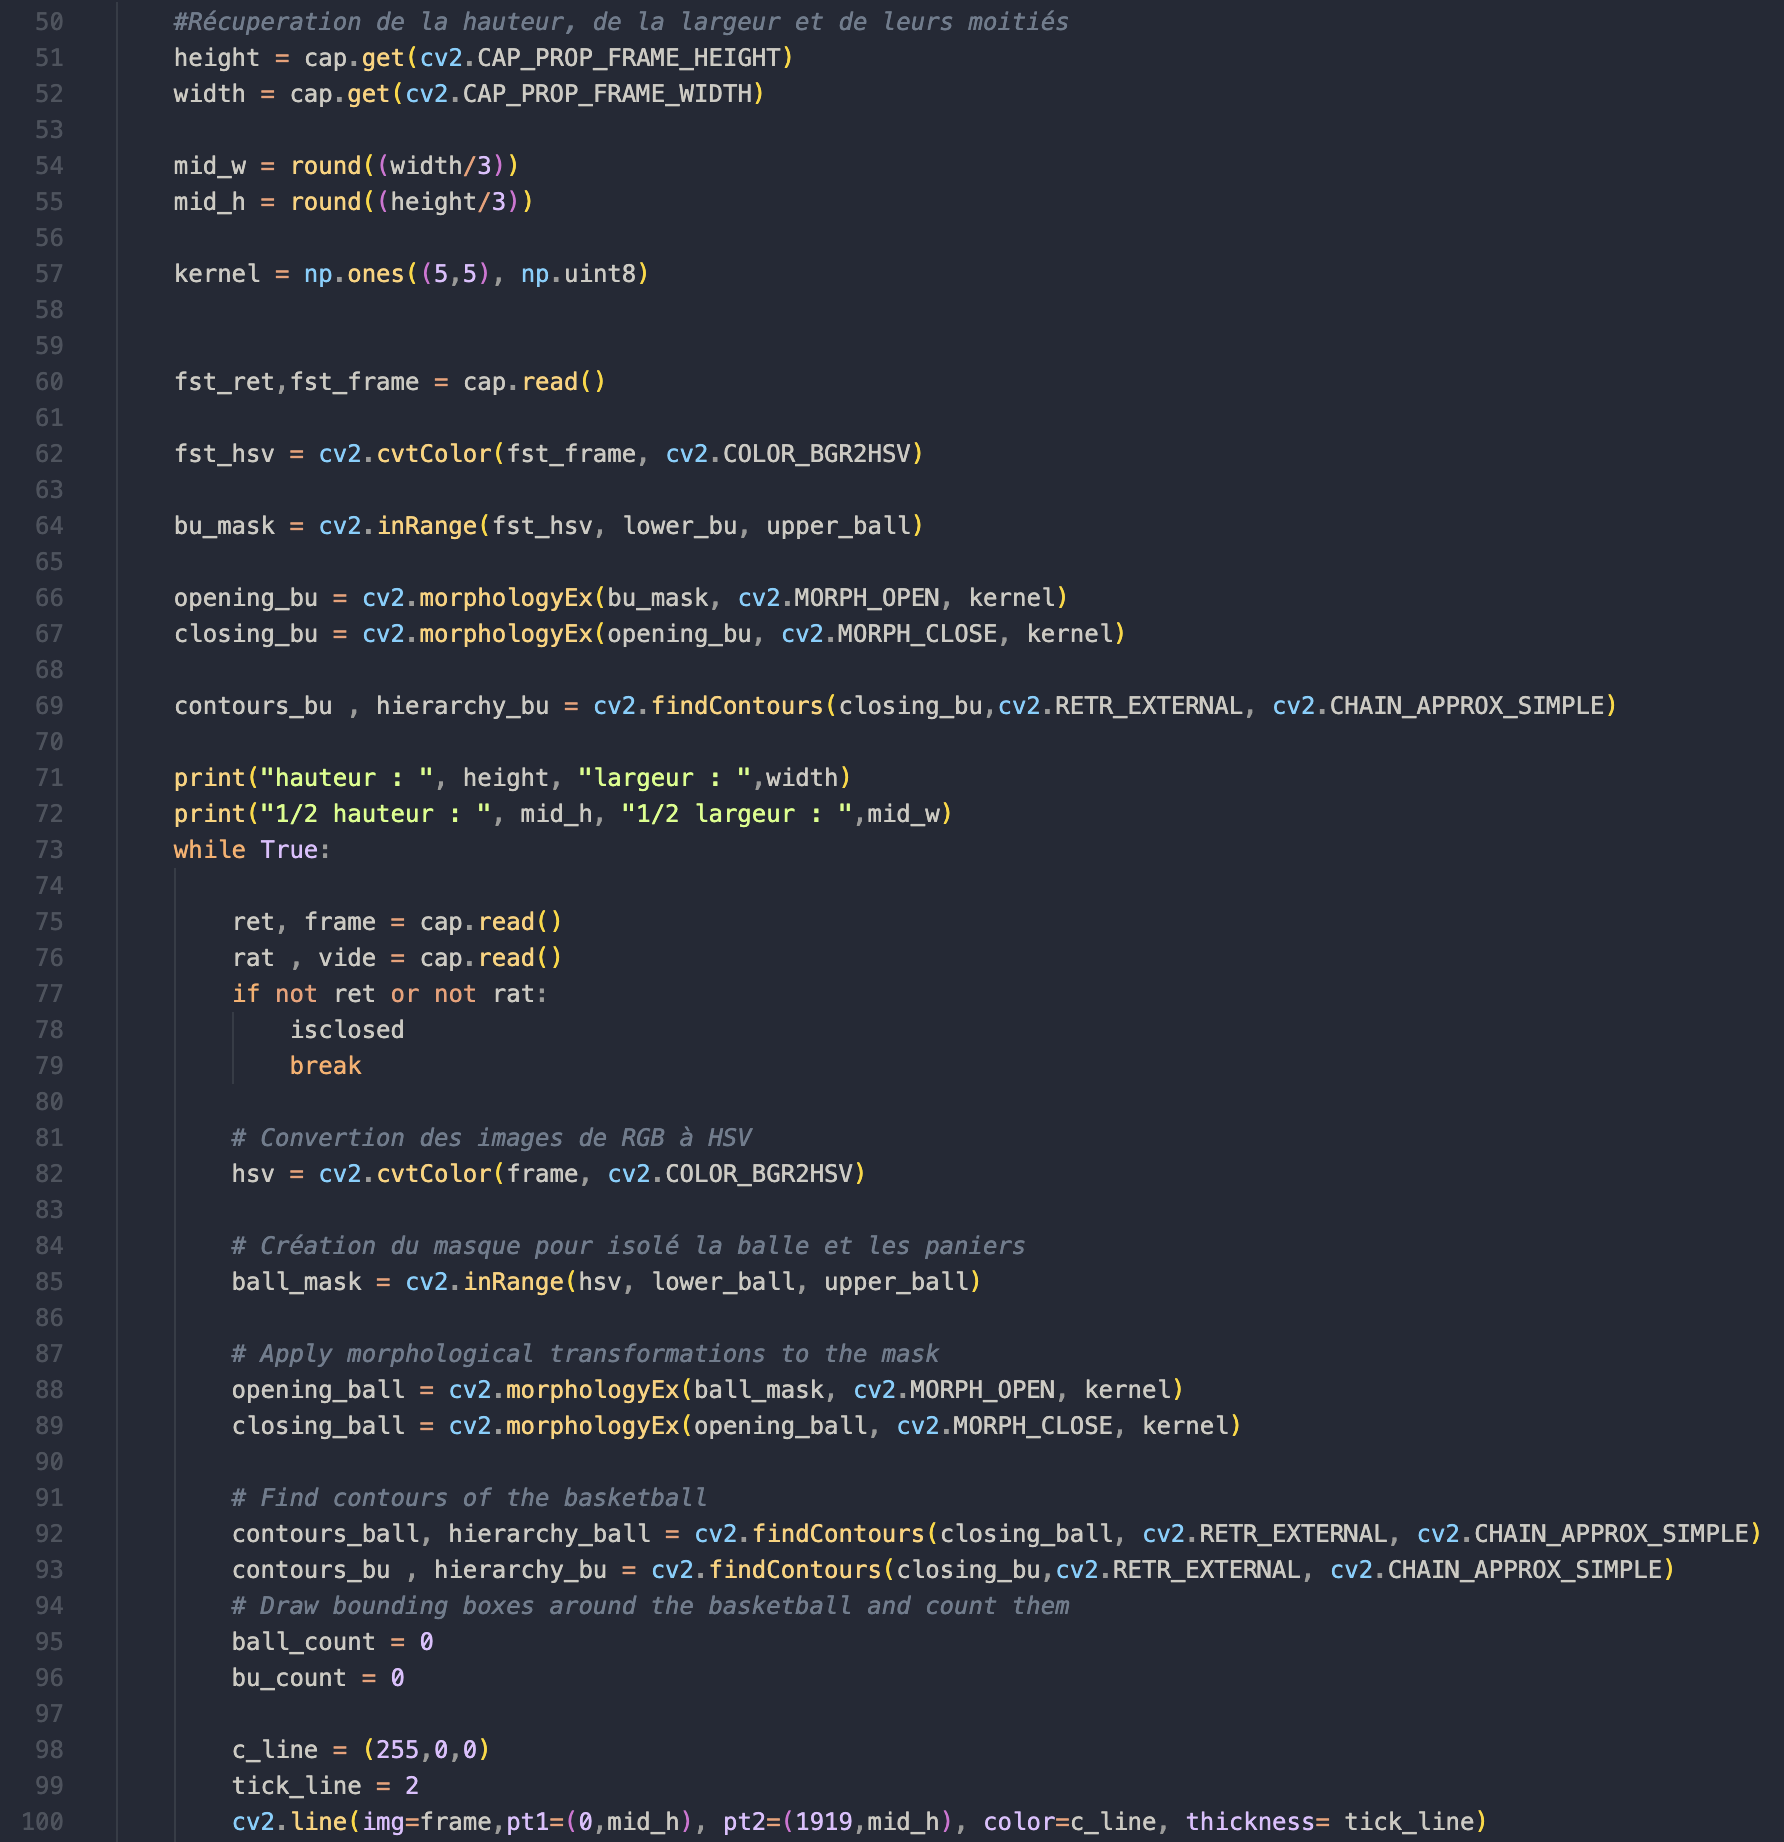 50 #Récuperation de la hauteur, de la largeur et de leurs moitiés
51 height = cap.get(cv2.CAP_PROP_FRAME_HEIGHT)
52 width = cap.get(cv2.CAP_PROP_FRAME_WIDTH)
53
54 mid_w = round((width/3))
55 mid_h = round((height/3))
56
57 kernel = np.ones((5,5), np.uint8)
58
59
60 fst_ret,fst_frame = cap.read()
61
62 fst_hsv = cv2.cvtColor(fst_frame, cv2.COLOR_BGR2HSV)
63
64 bu_mask = cv2.inRange(fst_hsv, lower_bu, upper_ball)
65
66 opening_bu = cv2.morphologyEx(bu_mask, cv2.MORPH_OPEN, kernel)
67 closing_bu = cv2.morphologyEx(opening_bu, cv2.MORPH_CLOSE, kernel)
68
69 contours_bu , hierarchy_bu = cv2.findContours(closing_bu,cv2.RETR_EXTERNAL, cv2.CHAIN_APPROX_SIMPLE)
70
71 print("hauteur : ", height, "largeur : ",width)
72 print("1/2 hauteur : ", mid_h, "1/2 largeur : ",mid_w)
73 while True:
74
75 ret, frame = cap.read()
76 rat , vide = cap.read()
77 if not ret or not rat:
78 isclosed
79 break
80
81 # Convertion des images de RGB à HSV
82 hsv = cv2.cvtColor(frame, cv2.COLOR_BGR2HSV)
83
84 # Création du masque pour isolé la balle et les paniers
85 ball_mask = cv2.inRange(hsv, lower_ball, upper_ball)
86
87 # Apply morphological transformations to the mask
88 opening_ball = cv2.morphologyEx(ball_mask, cv2.MORPH_OPEN, kernel)
89 closing_ball = cv2.morphologyEx(opening_ball, cv2.MORPH_CLOSE, kernel)
90
91 # Find contours of the basketball
92 contours_ball, hierarchy_ball = cv2.findContours(closing_ball, cv2.RETR_EXTERNAL, cv2.CHAIN_APPROX_SIMPLE)
93 contours_bu , hierarchy_bu = cv2.findContours(closing_bu,cv2.RETR_EXTERNAL, cv2.CHAIN_APPROX_SIMPLE)
94 # Draw bounding boxes around the basketball and count them
95 ball_count = 0
96 bu_count = 0
97
98 c_line = (255,0,0)
99 tick_line = 2
100 cv2.line(img=frame,pt1=(0,mid_h), pt2=(1919,mid_h), color=c_line, thickness= tick_line)